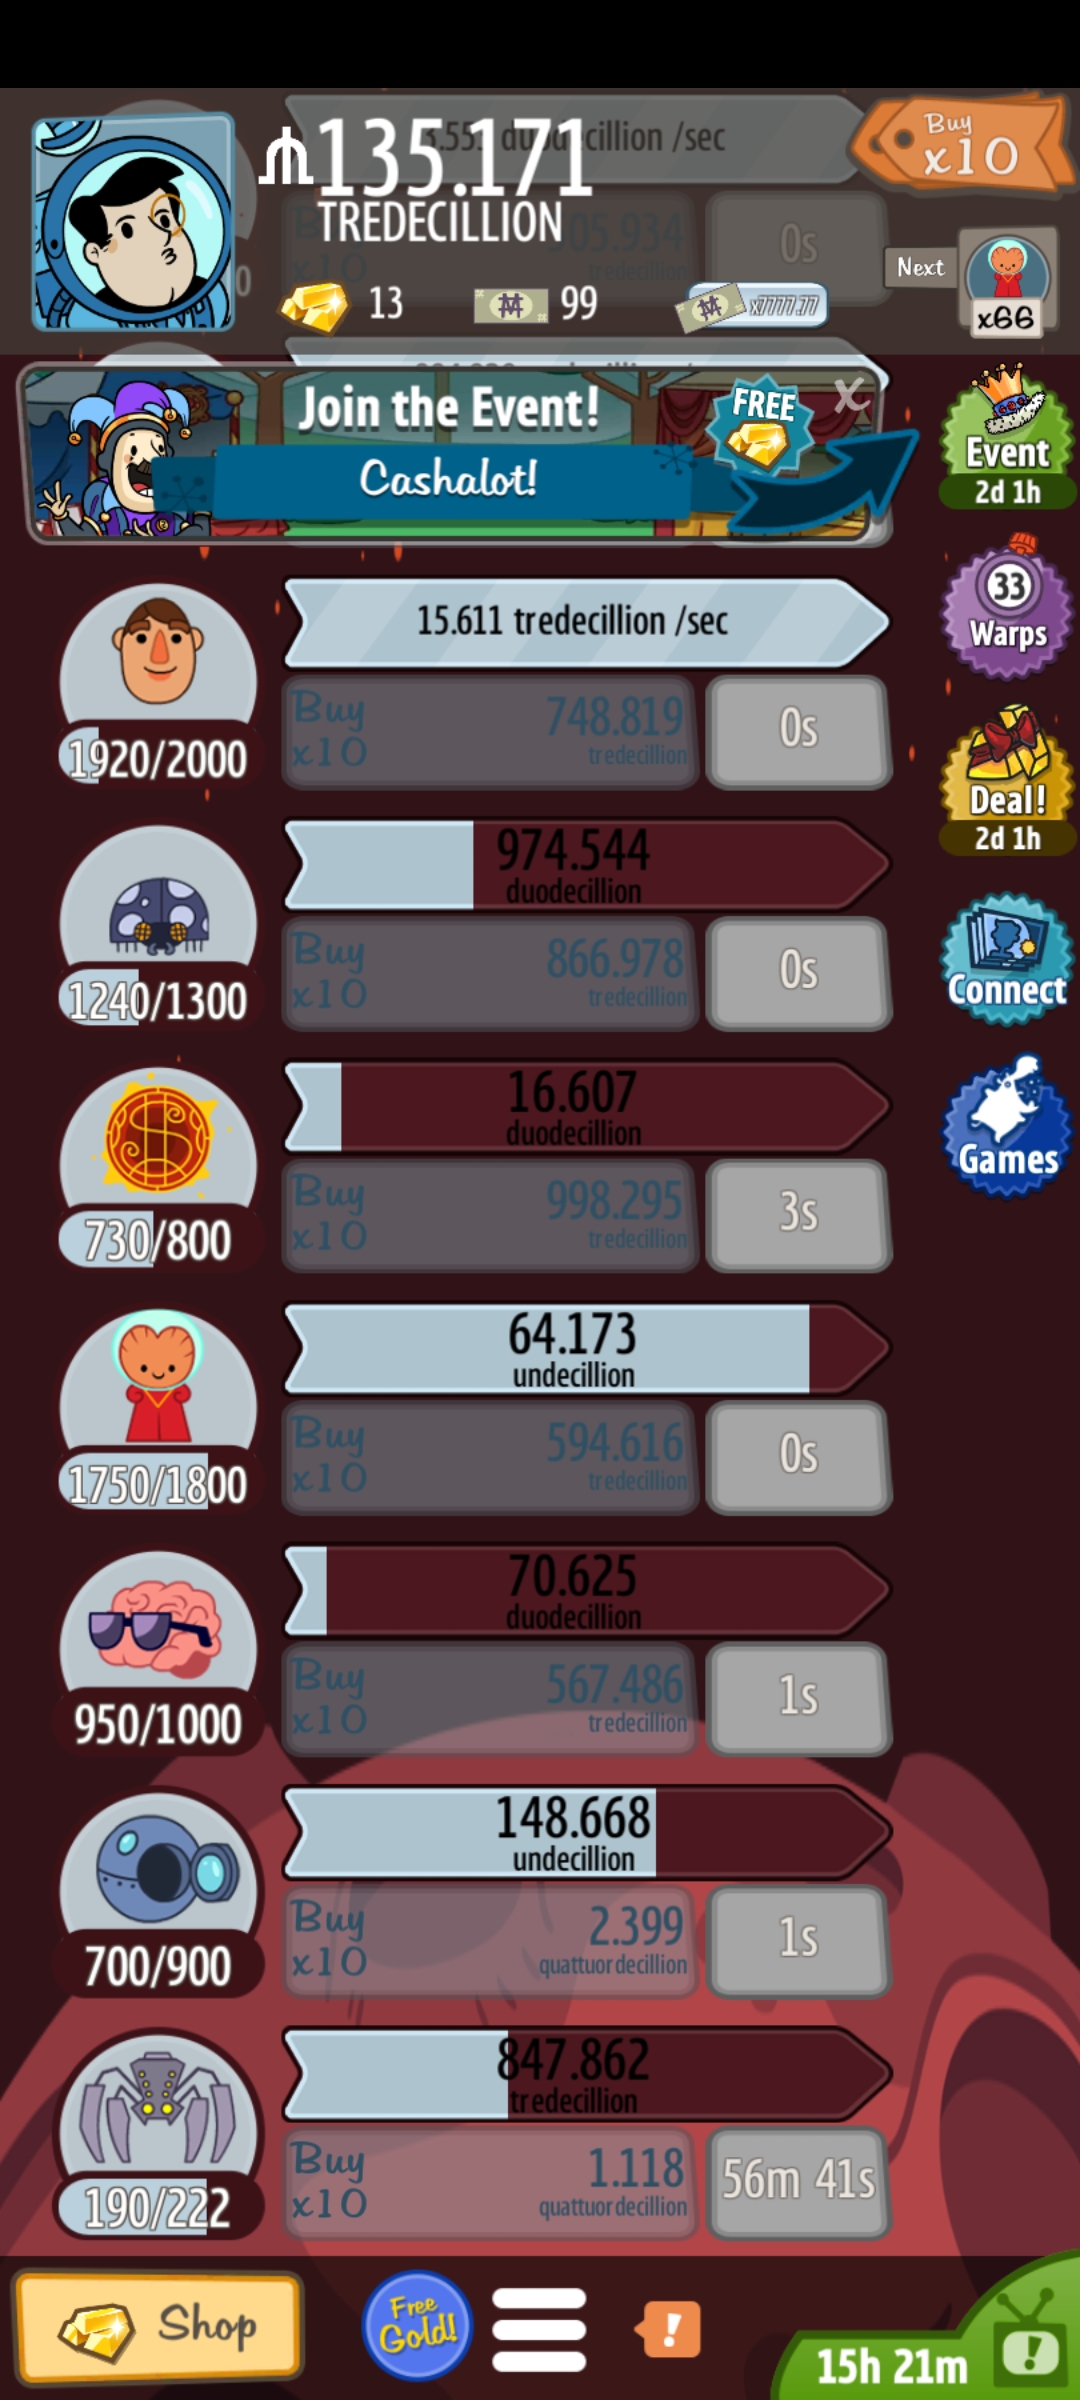 135.171
TREDECILLION
duodecillion /sec
Buy
x10
Buy
x10
05.934
tredecillion
0s
13
99
x7777.77
Next
x66
Join the Event!
Cashalot!
FREE
X
Event
2d 1h
15.611 tredecillion /sec
Buy
x10
748.819
tredecillion
0s
1920/2000
33
Warps
Deal!
2d 1h
974.544
duodecillion
Buy
x10
866.978
tredecillion
0s
1240/1300
Connect
16.607
duodecillion
Buy
x10
998.295
tredecillion
3s
730/800
Games
64.173
undecillion
Buy
x10
594.616
tredecillion
0s
1750/1800
70.625
duodecillion
Buy
x10
567.486
tredecillion
1s
950/1000
148.668
undecillion
Buy
x10
2.399
quattuordecillion
1s
700/900
847.862
tredecillion
Buy
x10
1.118
quattuordecillion
56m 41s
190/222
Shop
Free
Gold!
!
15h 21m
!